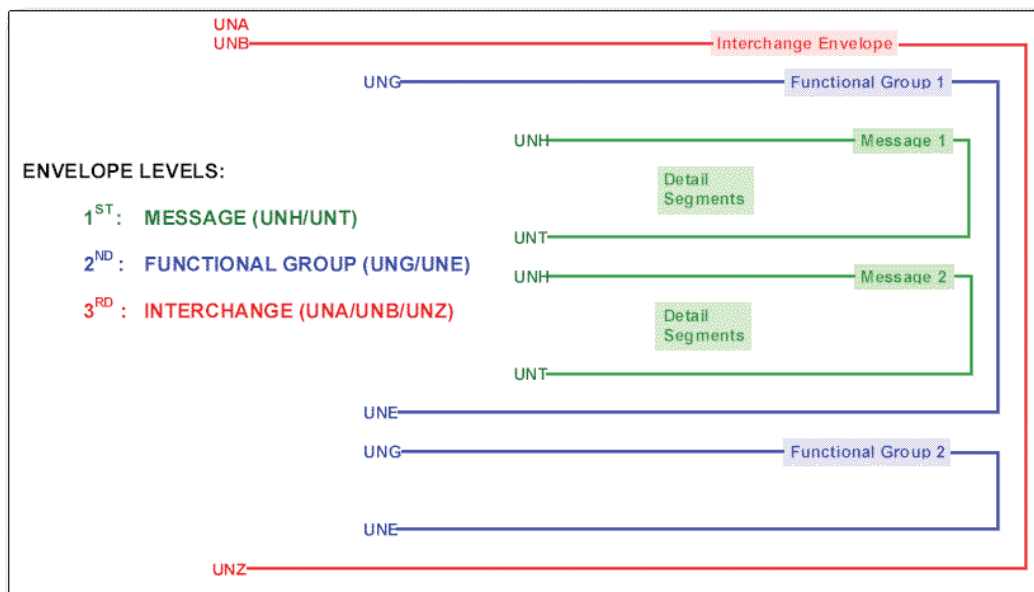 UNA
UNB
Interchange Envelope
UNG
Functional Group 1
UNH
Message 1
ENVELOPE LEVELS:
Detail
Segments
1ST: MESSAGE (UNH/UNT)
UNT
2ND : FUNCTIONAL GROUP (UNG/UNE)
UNH
Message 2
3RD : INTERCHANGE (UNA/UNB/UNZ)
Detail
Segments
UNT
UNE
UNG
Functional Group 2
UNE
UNZ